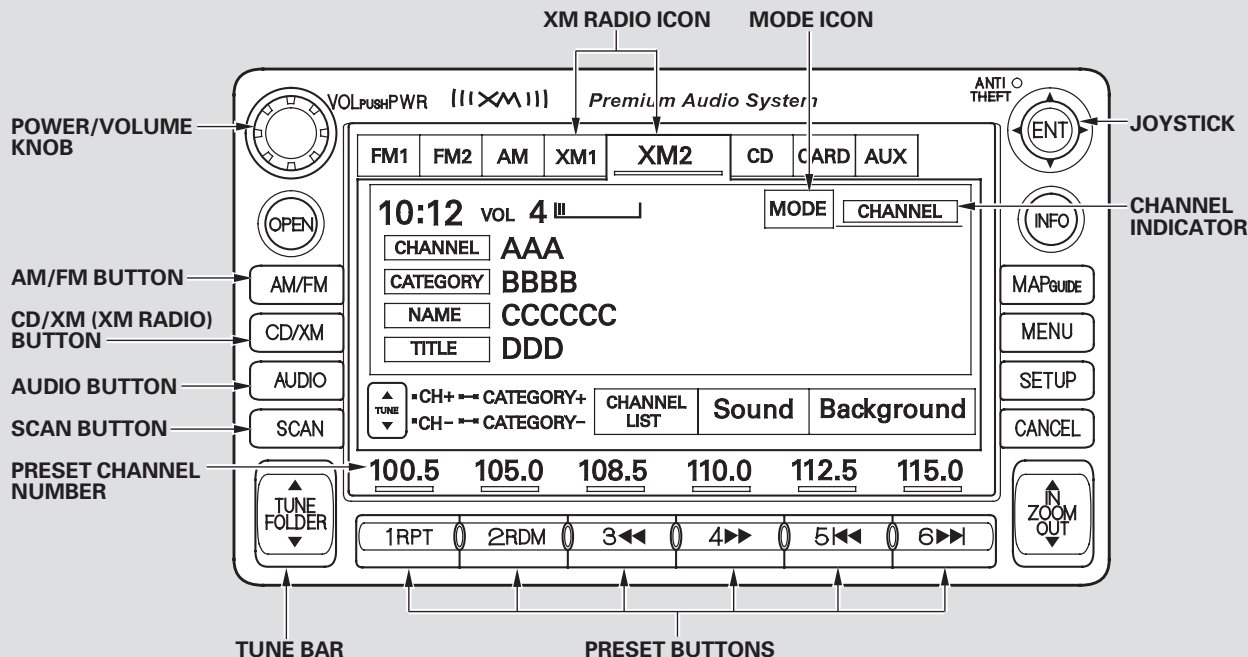 XM RADIO ICON
MODE ICON
POWER/VOLUME
KNOB
VOLPUSHPWR
(((XM)))
Premium Audio System
ANTI
THEFT
ENT
JOYSTICK
FM1 FM2 AM XM1 XM2 CD CARD AUX
OPEN
10:12 VOL 4
MODE
CHANNEL
INFO
CHANNEL
INDICATOR
CHANNEL AAA
CATEGORY BBBB
NAME CCCCCC
TITLE DDD
AM/FM BUTTON
AM/FM
MAPGUIDE
CD/XM (XM RADIO)
BUTTON
CD/XM
MENU
AUDIO BUTTON
AUDIO
SETUP
SCAN BUTTON
SCAN
CANCEL
TUNE
CH+ CATEGORY+
CH− CATEGORY−
CHANNEL
LIST
Sound
Background
PRESET CHANNEL
NUMBER
100.5 105.0 108.5 110.0 112.5 115.0
TUNE
FOLDER
IN
ZOOM
OUT
1RPT 2RDM 3 4 5 6
TUNE BAR
PRESET BUTTONS